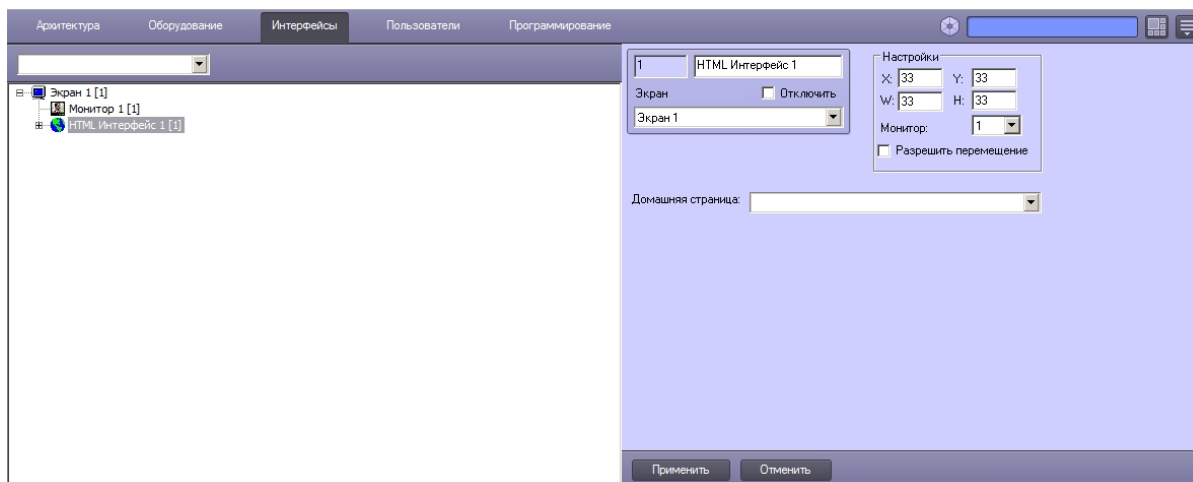 Архитектура Оборудование Интерфейсы Пользователи Программирование
Экран 1 [1]
Монитор 1 [1]
HTML Интерфейс 1 [1]
1 HTML Интерфейс 1
Экран Отключить
Экран 1
Настройки
X: 33 Y: 33
W: 33 H: 33
Монитор: 1
Разрешить перемещение
Домашняя страница:
Применить Отменить